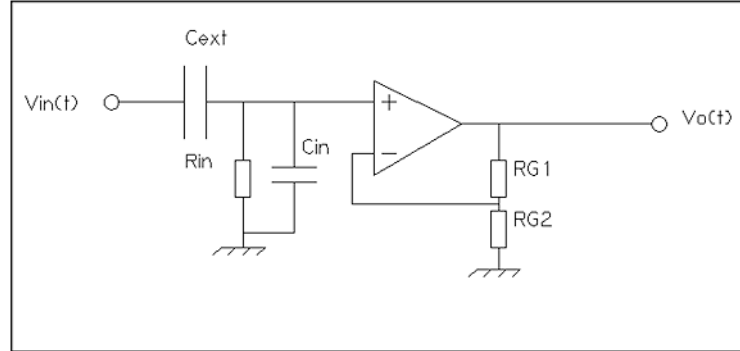 Cext
Vin(t)
Vo(t)
Cin
Rin
RG1
RG2